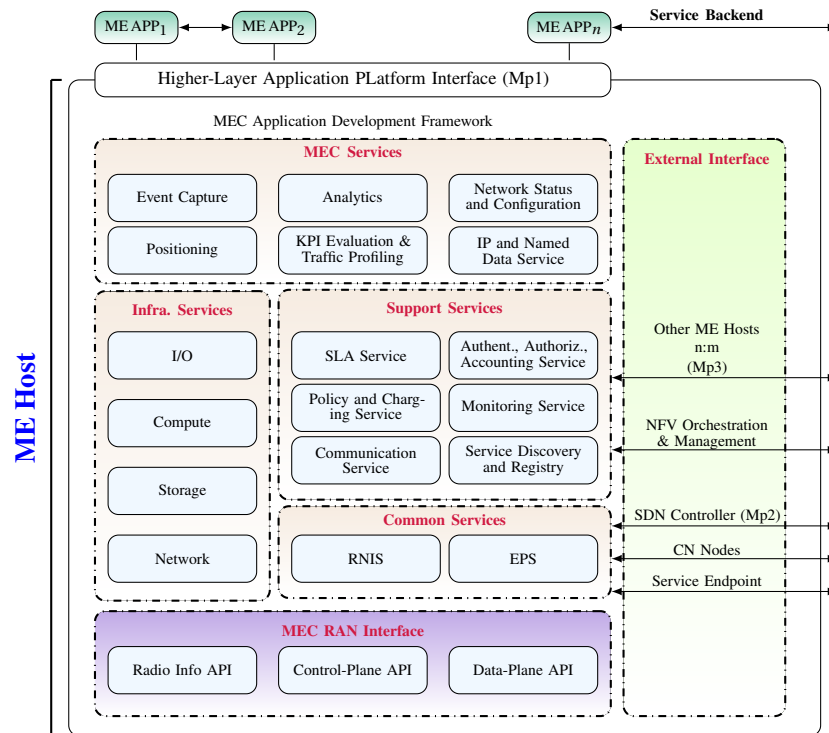 ME APP1
ME APP2
ME APPn
Service Backend
Higher-Layer Application PLatform Interface (Mp1)
ME Host
MEC Application Development Framework
MEC Services
Event Capture
Analytics
Network Status
and Configuration
Positioning
KPI Evaluation &
Traffic Profiling
IP and Named
Data Service
External Interface
Infra. Services
I/O
Compute
Storage
Network
Support Services
SLA Service
Authent., Authoriz.,
Accounting Service
Policy and Charg-
ing Service
Monitoring Service
Communication
Service
Service Discovery
and Registry
Other ME Hosts
n:m
(Mp3)
NFV Orchestration
& Management
Common Services
RNIS
EPS
SDN Controller (Mp2)
CN Nodes
Service Endpoint
MEC RAN Interface
Radio Info API
Control-Plane API
Data-Plane API